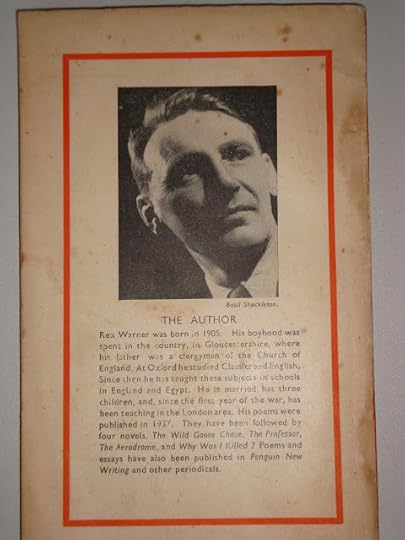 Basil Shackleton.
THE AUTHOR
Rex Warner was born in 1905. His boyhood was
spent in the country, in Gloucestershire, where
his father was a clergyman of the Church of
England. At Oxford he studied Classics and English.
Since then he has taught these subjects in schools
in England and Egypt. He is married, has three
children, and, since the first year of the war, has
been teaching in the London area. His poems were
published in 1937. They have been followed by
four novels, The Wild Goose Chase, The Professor,
The Aerodrome, and Why Was I Killed ? Poems and
essays have also been published in Penguin New
Writing and other periodicals.